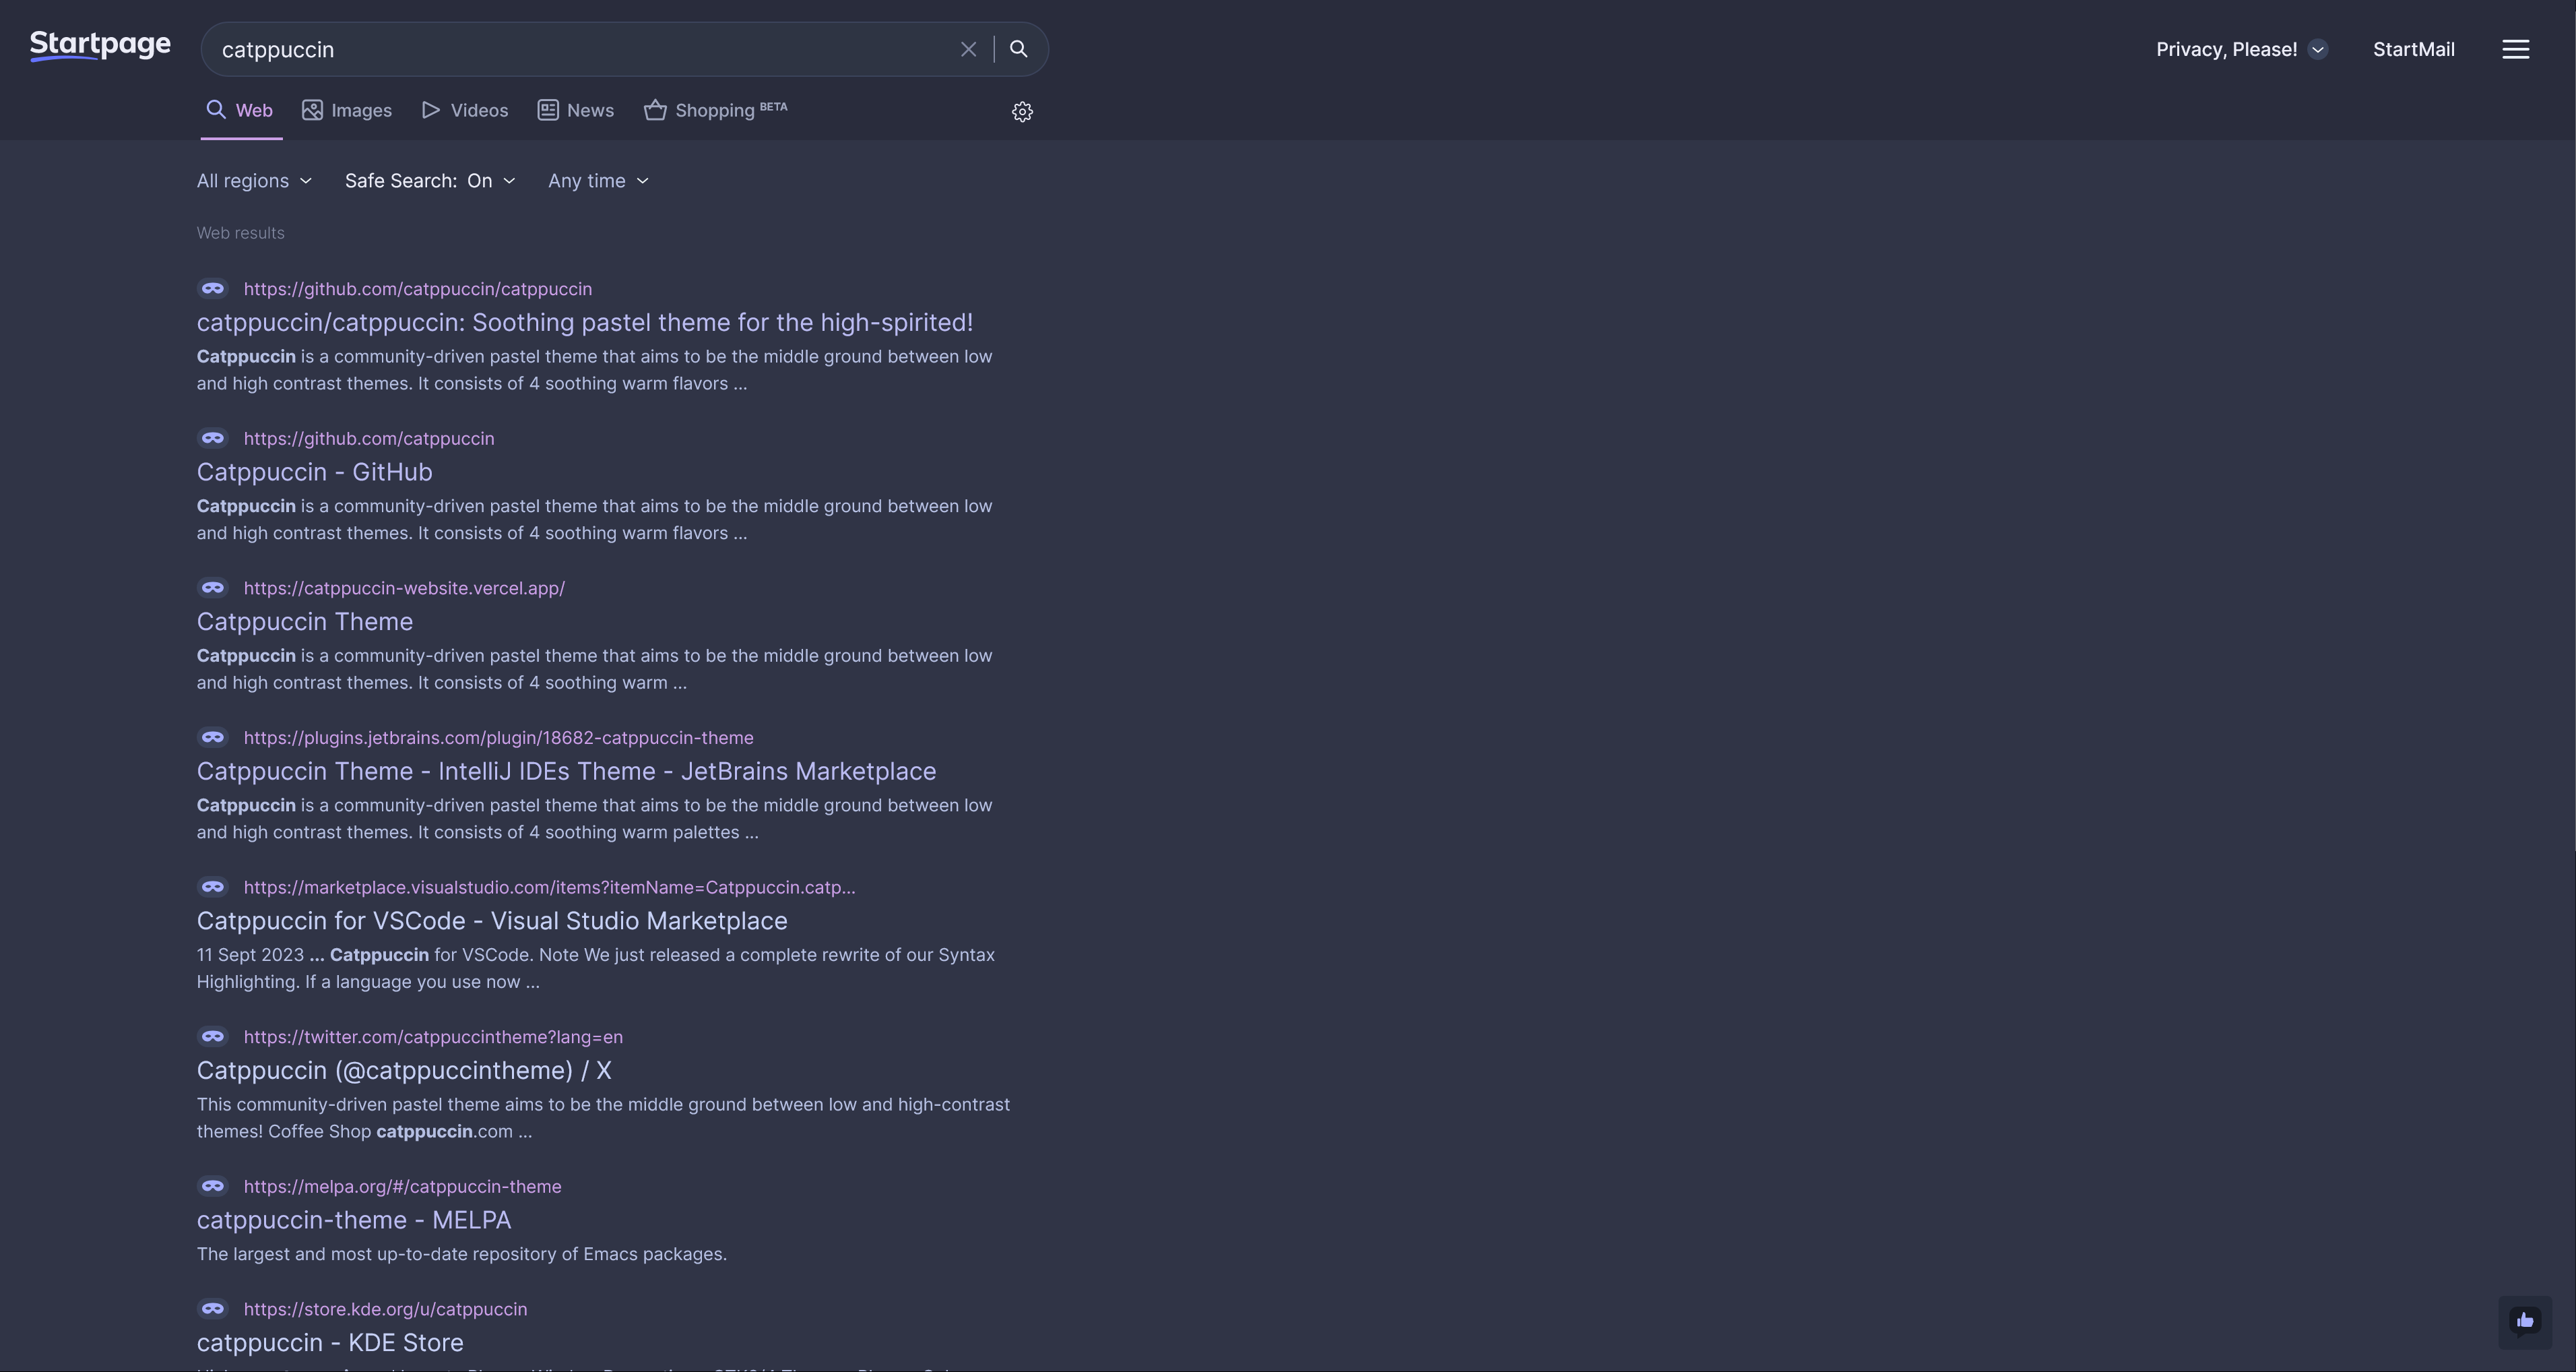 Startpage
catppuccin
Privacy, Please!
StartMail
Web
Images
Videos
News
Shopping BETA
All regions
Safe Search: On
Any time
Web results
https://github.com/catppuccin/catppuccin
catppuccin/catppuccin: Soothing pastel theme for the high-spirited!
Catppuccin is a community-driven pastel theme that aims to be the middle ground between low
and high contrast themes. It consists of 4 soothing warm flavors ...
https://github.com/catppuccin
Catppuccin - GitHub
Catppuccin is a community-driven pastel theme that aims to be the middle ground between low
and high contrast themes. It consists of 4 soothing warm flavors ...
https://catppuccin-website.vercel.app/
Catppuccin Theme
Catppuccin is a community-driven pastel theme that aims to be the middle ground between low
and high contrast themes. It consists of 4 soothing warm ...
https://plugins.jetbrains.com/plugin/18682-catppuccin-theme
Catppuccin Theme - IntelliJ IDEs Theme - JetBrains Marketplace
Catppuccin is a community-driven pastel theme that aims to be the middle ground between low
and high contrast themes. It consists of 4 soothing warm palettes ...
https://marketplace.visualstudio.com/items?itemName=Catppuccin.catp...
Catppuccin for VSCode - Visual Studio Marketplace
11 Sept 2023 ... Catppuccin for VSCode. Note We just released a complete rewrite of our Syntax
Highlighting. If a language you use now ...
https://twitter.com/catppuccintheme?lang=en
Catppuccin (@catppuccintheme) / X
This community-driven pastel theme aims to be the middle ground between low and high-contrast
themes! Coffee Shop catppuccin.com ...
https://melpa.org/#/catppuccin-theme
catppuccin-theme - MELPA
The largest and most up-to-date repository of Emacs packages.
https://store.kde.org/u/catppuccin
catppuccin - KDE Store